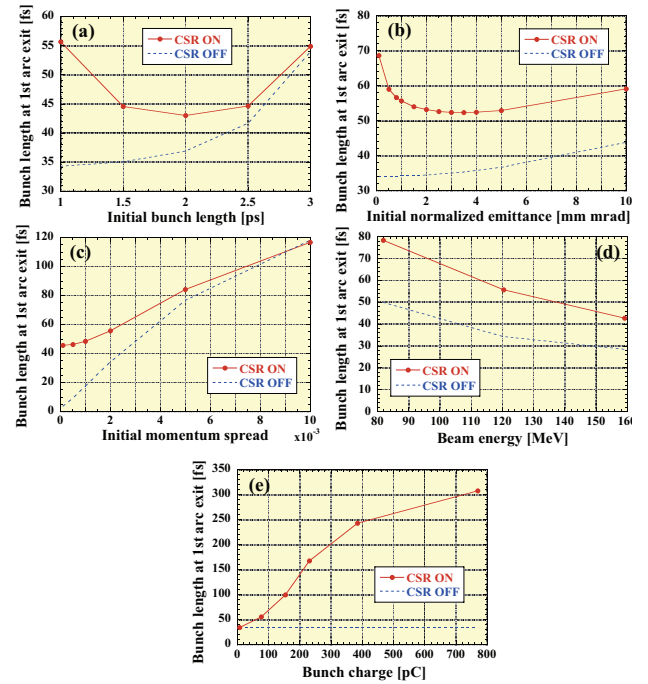 Bunch length at 1st arc exit [fs]
60
55
50
45
40
35
30
(a)
CSR ON
CSR OFF
1 1.5 2 2.5 3
Initial bunch length [ps]
Bunch length at 1st arc exit [fs]
80
70
60
50
40
30
(b)
CSR ON
CSR OFF
0 2 4 6 8 10
Initial normalized emittance [mm mrad]
Bunch length at 1st arc exit [fs]
120
100
80
60
40
20
0
(c)
CSR ON
CSR OFF
0 2 4 6 8 10
Initial momentum spread x10-3
Bunch length at 1st arc exit [fs]
80
70
60
50
40
30
20
10
0
(d)
CSR ON
CSR OFF
80 90 100 110 120 130 140 150 160
Beam energy [MeV]
Bunch length at 1st arc exit [fs]
350
300
250
200
150
100
50
0
(e)
CSR ON
CSR OFF
0 100 200 300 400 500 600 700 800
Bunch charge [pC]